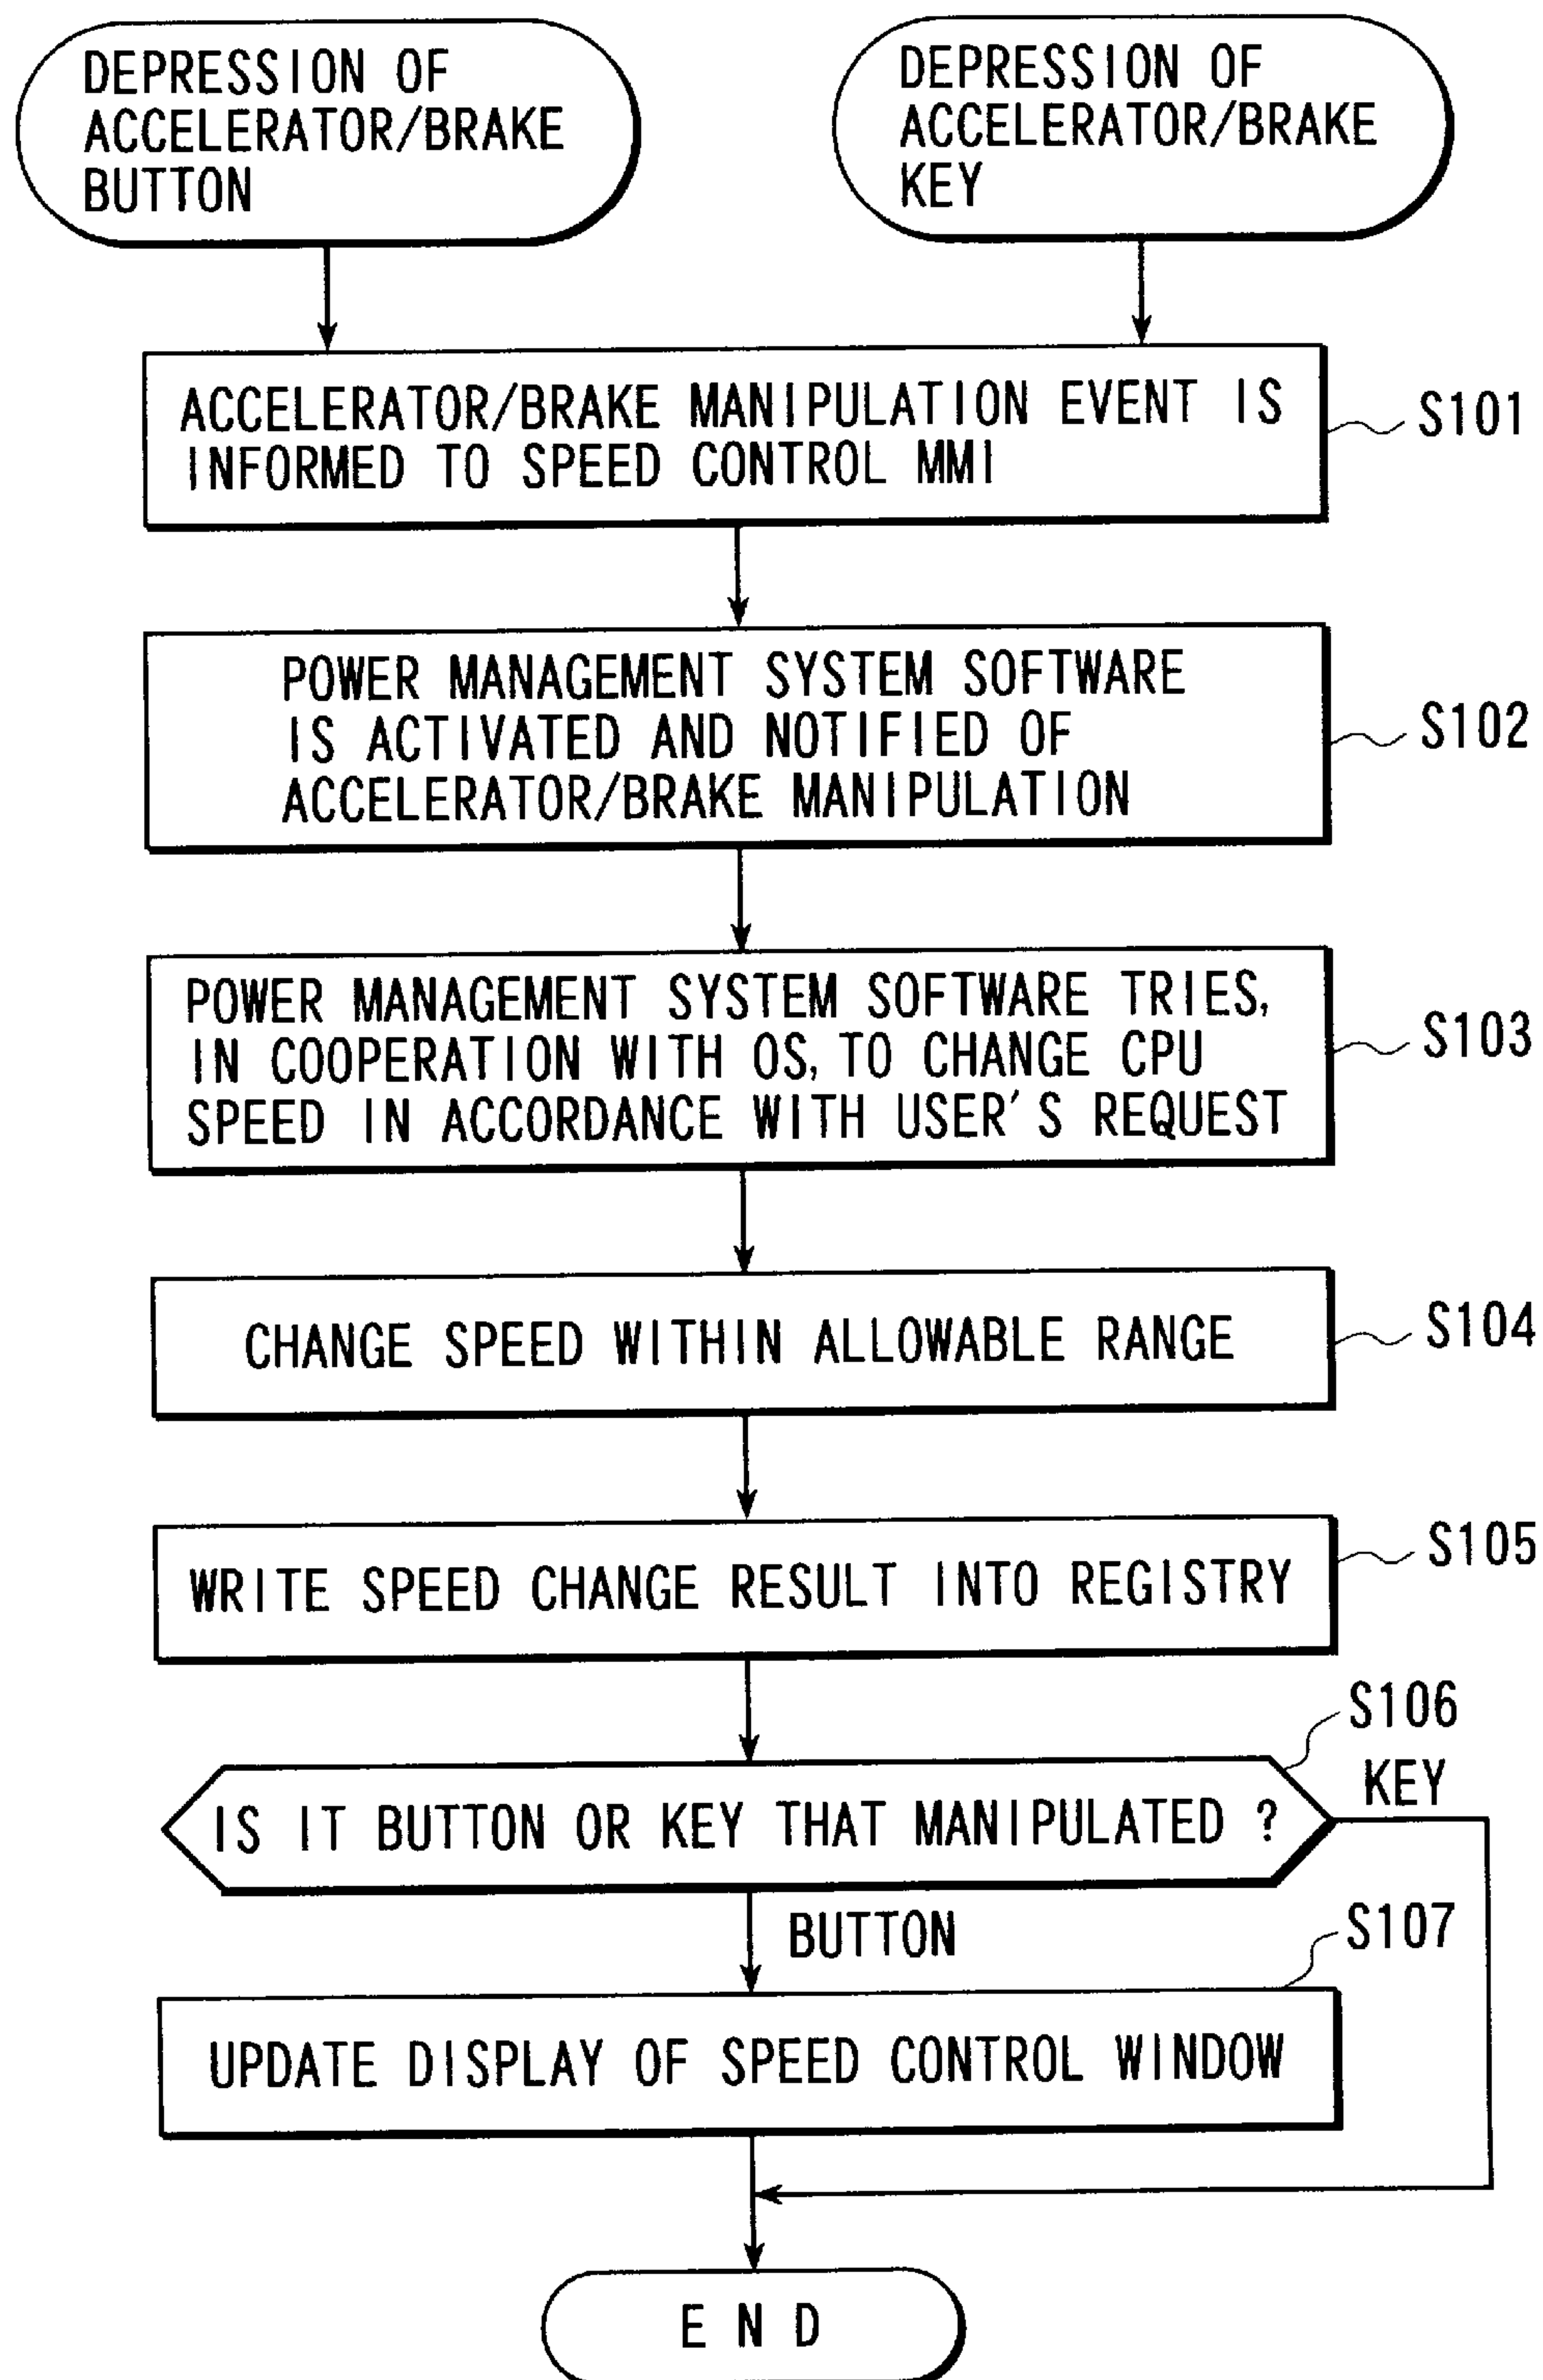 DEPRESSION OF
ACCELERATOR/BRAKE
BUTTON
DEPRESSION OF
ACCELERATOR/BRAKE
KEY
ACCELERATOR/BRAKE MANIPULATION EVENT IS
INFORMED TO SPEED CONTROL MMI
S101
POWER MANAGEMENT SYSTEM SOFTWARE
IS ACTIVATED AND NOTIFIED OF
ACCELERATOR/BRAKE MANIPULATION
S102
POWER MANAGEMENT SYSTEM SOFTWARE TRIES,
IN COOPERATION WITH OS, TO CHANGE CPU
SPEED IN ACCORDANCE WITH USER'S REQUEST
S103
CHANGE SPEED WITHIN ALLOWABLE RANGE
S104
WRITE SPEED CHANGE RESULT INTO REGISTRY
S105
S106
IS IT BUTTON OR KEY THAT MANIPULATED ?
KEY
BUTTON
S107
UPDATE DISPLAY OF SPEED CONTROL WINDOW
END